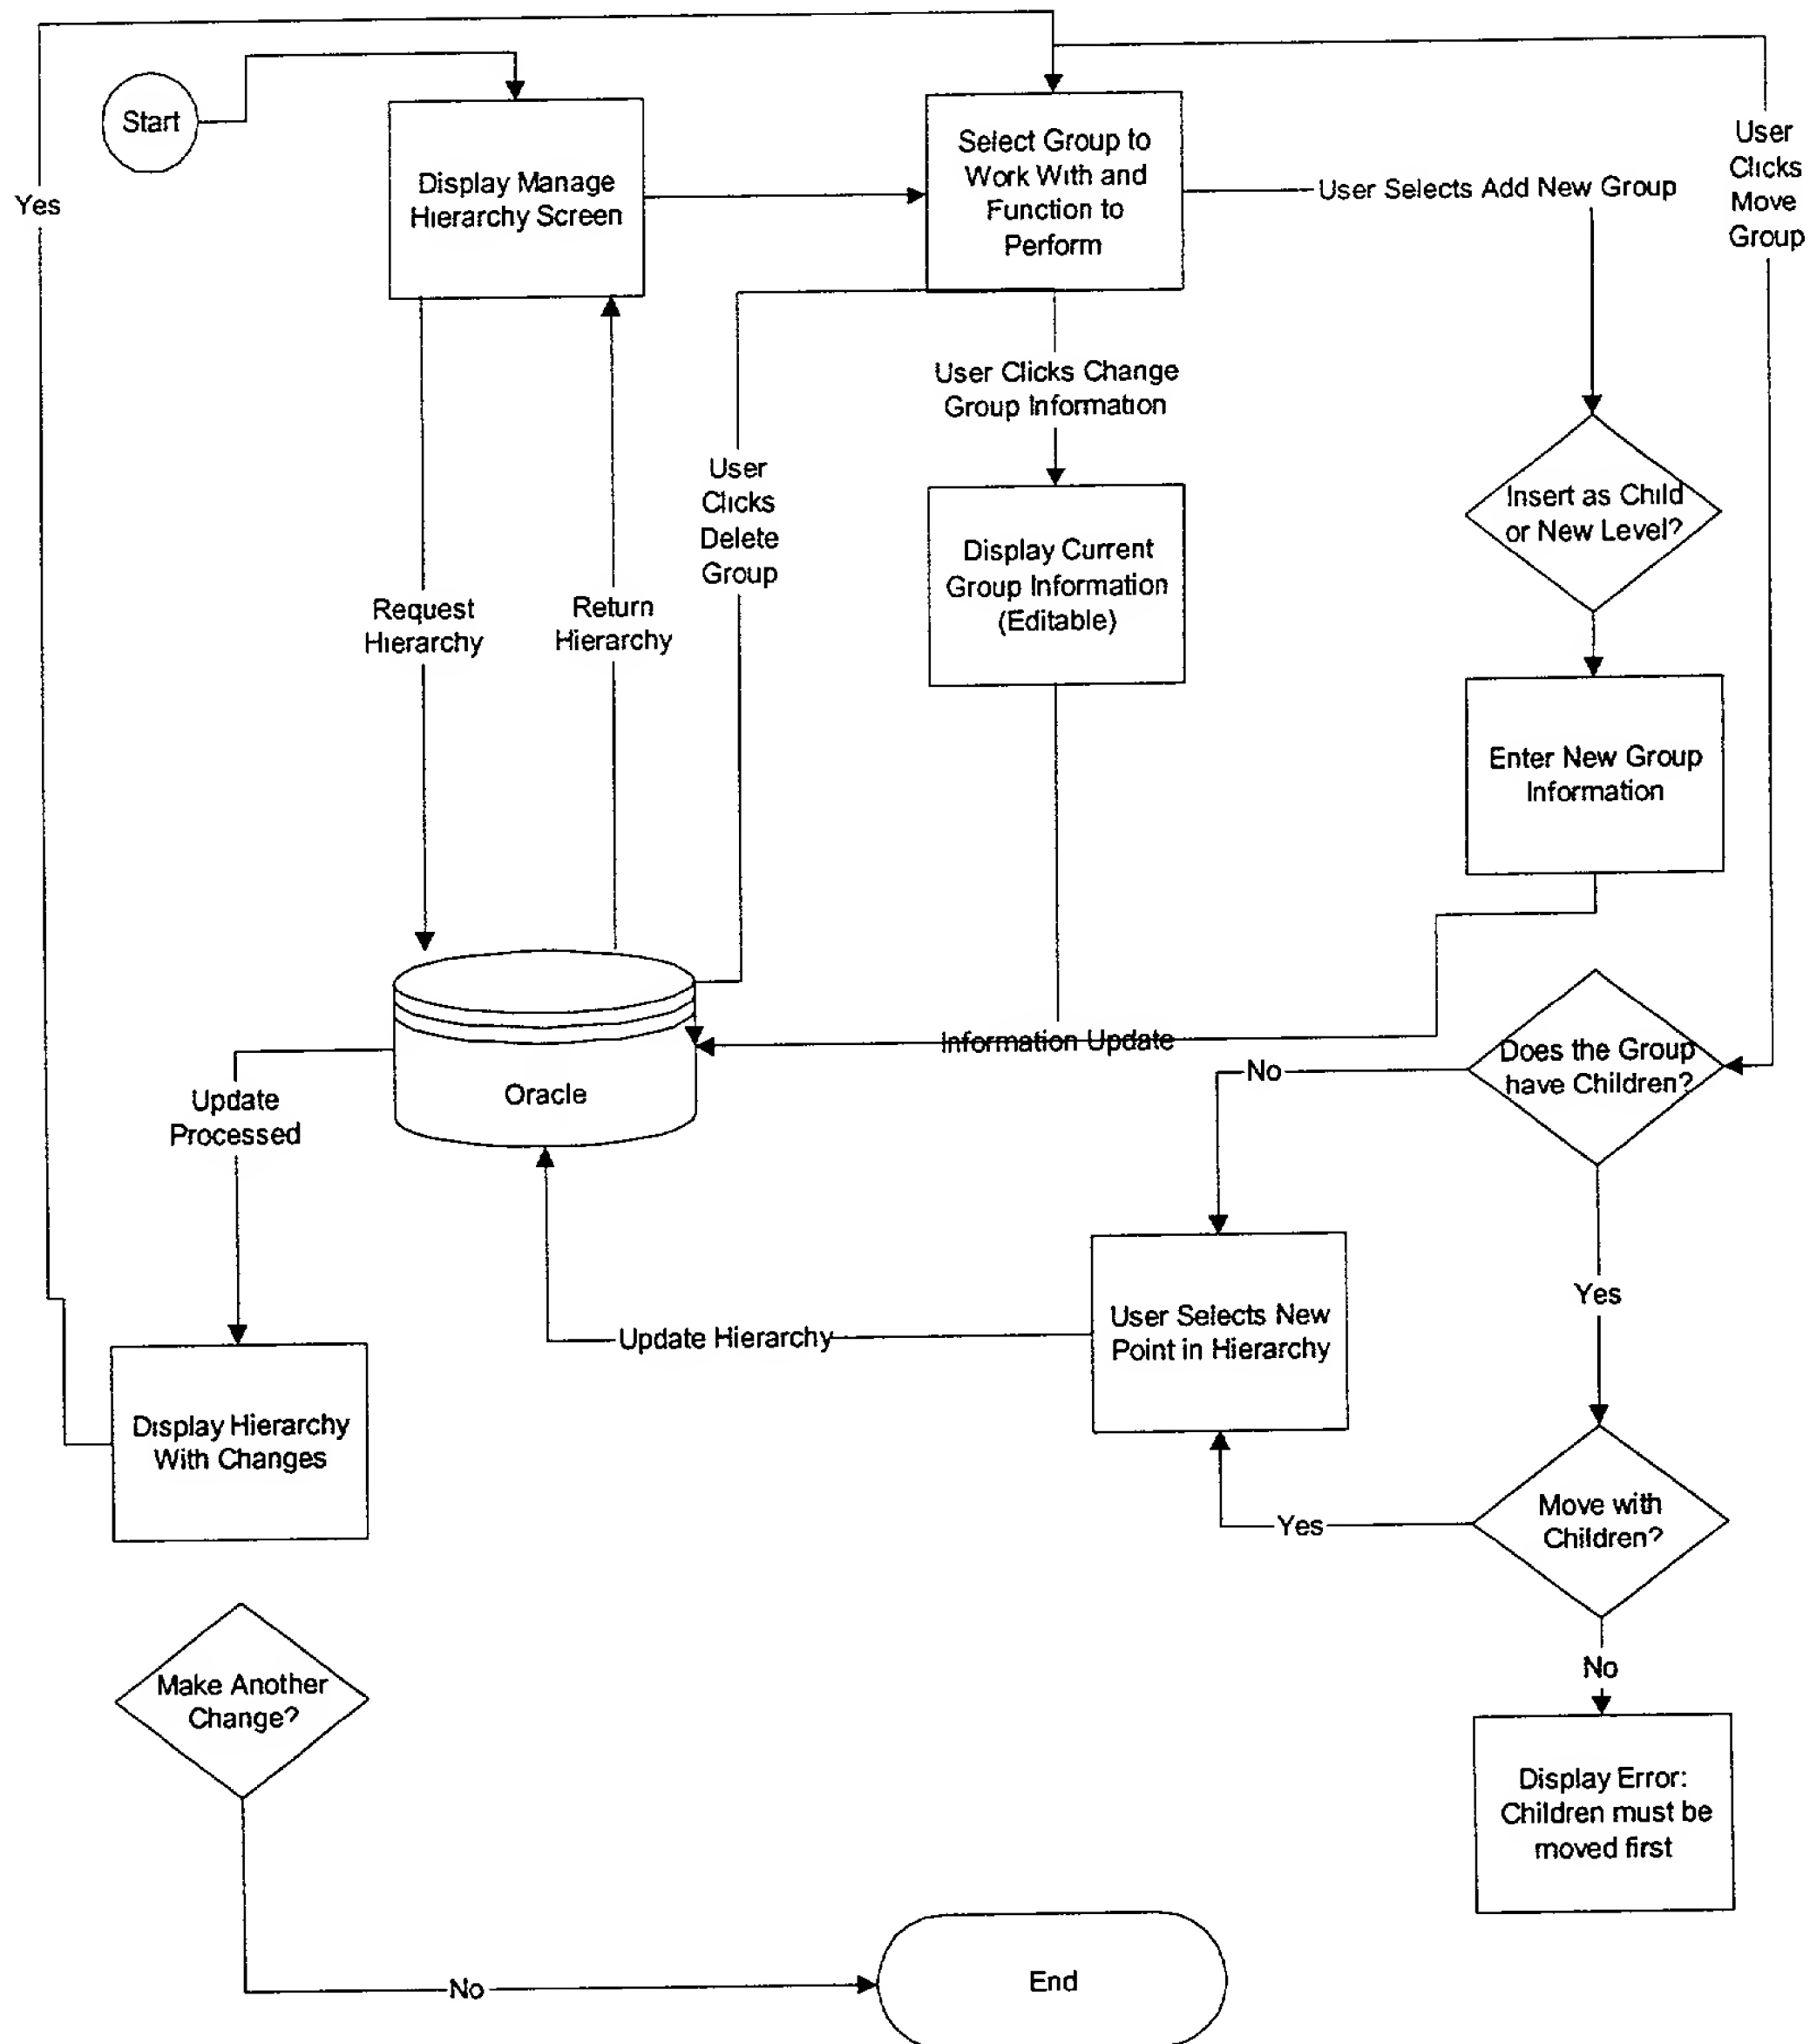 Start
Display Manage
Hierarchy Screen
Select Group to
Work With and
Function to
Perform
User Selects Add New Group
User
Clicks
Move
Group
Yes
User Clicks Change
Group Information
User
Clicks
Delete
Group
Insert as Child
or New Level?
Display Current
Group Information
(Editable)
Request
Hierarchy
Return
Hierarchy
Enter New Group
Information
Information Update
Does the Group
have Children?
No
Oracle
Update
Processed
Yes
User Selects New
Point in Hierarchy
Update Hierarchy
Display Hierarchy
With Changes
Move with
Children?
Yes
No
Make Another
Change?
Display Error:
Children must be
moved first
No
End